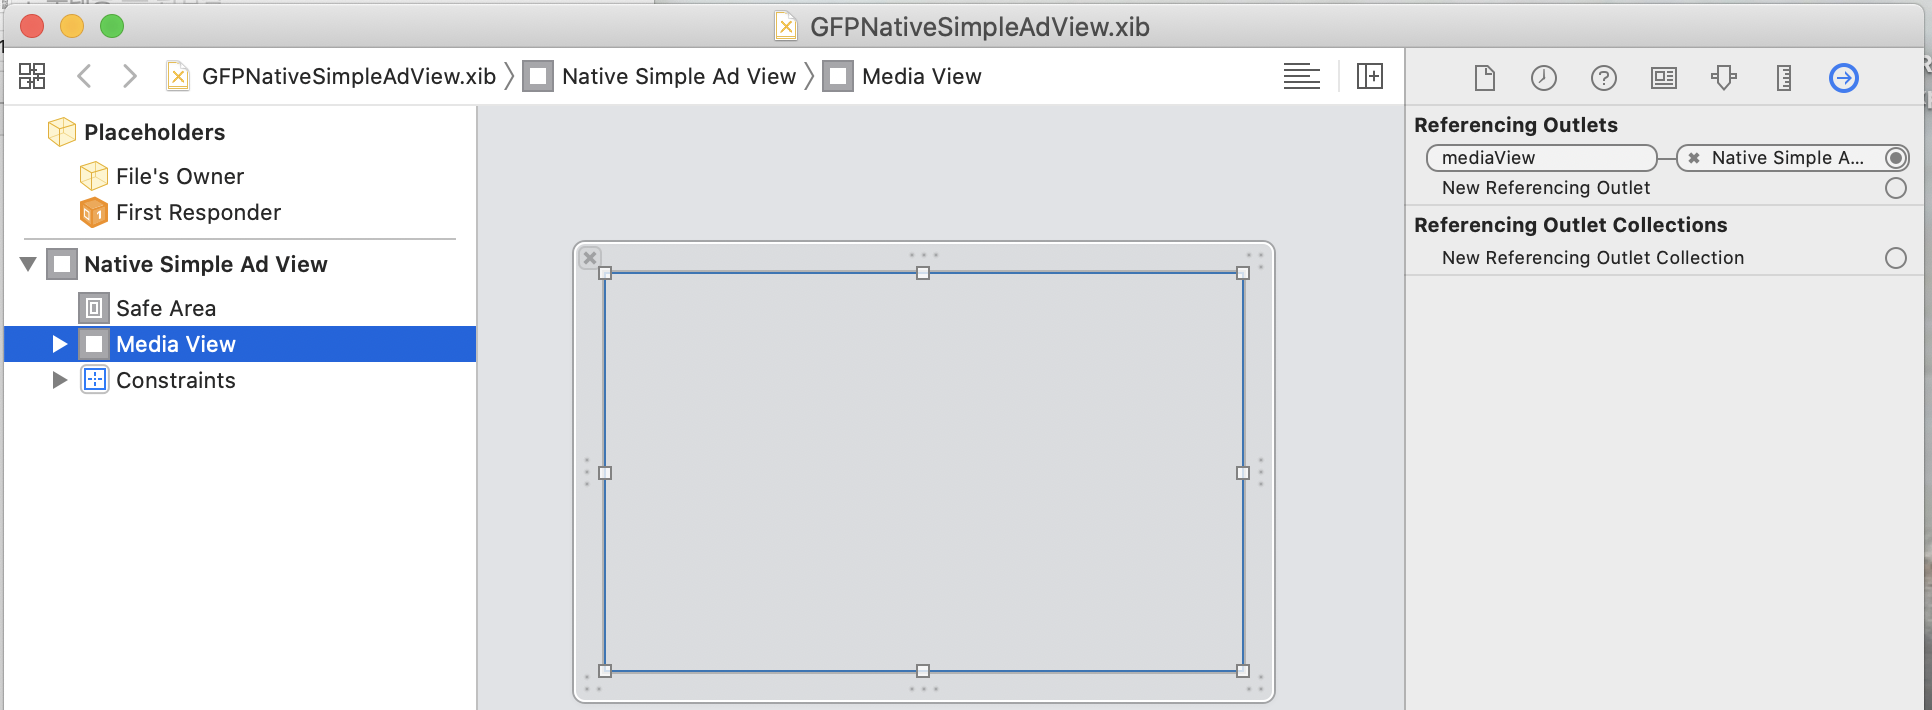 GFPNativeSimpleAdView.xib
GFPNativeSimpleAdView.xib 〉 Native Simple Ad View 〉 Media View
Placeholders
File's Owner
First Responder
Native Simple Ad View
Safe Area
Media View
Constraints
Referencing Outlets
mediaView
Native Simple A...
New Referencing Outlet
Referencing Outlet Collections
New Referencing Outlet Collection